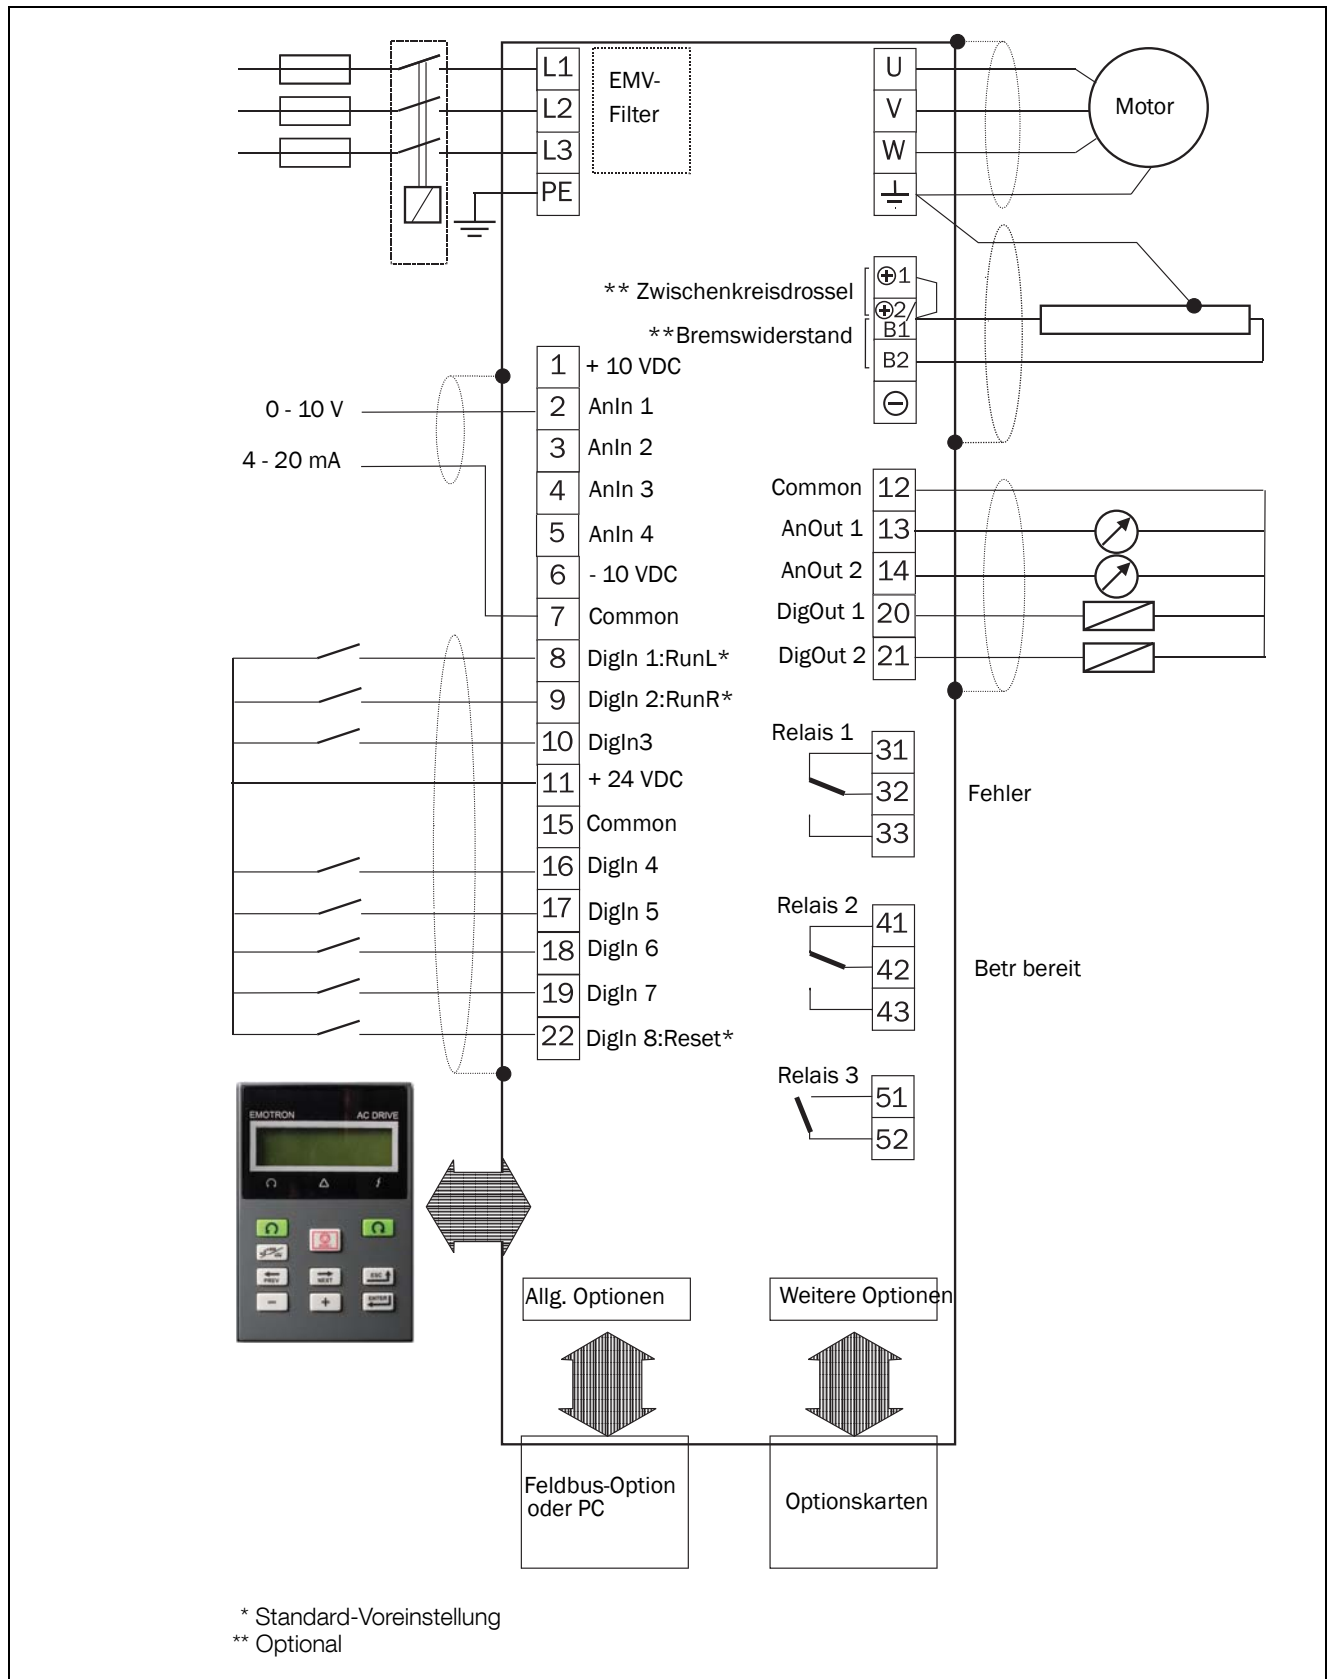 L1
L2
L3
PE
EMV-
Filter
U
V
W
Motor
** Zwischenkreisdrossel
**Bremswiderstand
1
2/
B1
B2
1 + 10 VDC
0 - 10 V 2 AnIn 1
3 AnIn 2
4 - 20 mA
4 AnIn 3
5 AnIn 4
6 - 10 VDC
7 Common
8 DigIn 1:RunL*
9 DigIn 2:RunR*
10 DigIn3
11 + 24 VDC
15 Common
16 DigIn 4
17 DigIn 5
18 DigIn 6
19 DigIn 7
22 DigIn 8:Reset*
Common 12
AnOut 1 13
AnOut 2 14
DigOut 1 20
DigOut 2 21
Relais 1
31
32
33
Fehler
Relais 2
41
42
43
Betr bereit
Relais 3
51
52
EMOTRON AC DRIVE
PREV
NEXT
ESC
-
+
ENTER
Allg. Optionen
Weitere Optionen
Feldbus-Option
oder PC
Optionskarten
* Standard-Voreinstellung
** Optional